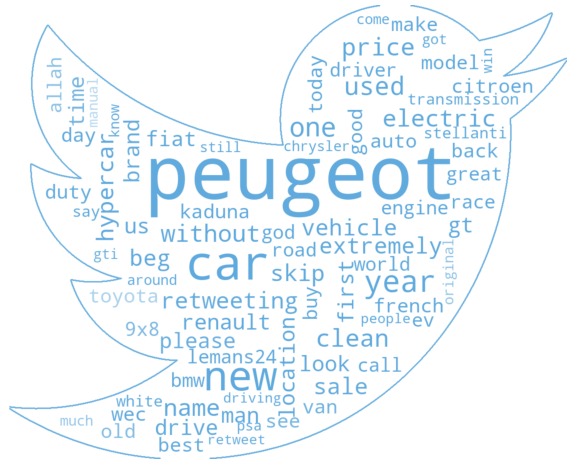 come
make
got
price
win
allah
today
driver
model
time
manual
used
citroen
transmission
know
day
one
good
electric
brand
fiat
still
chrysler
auto
stellanti
back
hypercar
peugeot
great
duty
say
kaduna
engine
race
us
without
god
vehicle
gt
gti
beg
car
road
extremely
original
around
skip
world
year
toyota
retweeting
buy
first
french
9x8
renault
location
people
ev
please
clean
lemans24
look
call
bmw
new
sale
white
driving
van
wec
name
man
much
old
drive
psa
see
best
retweet